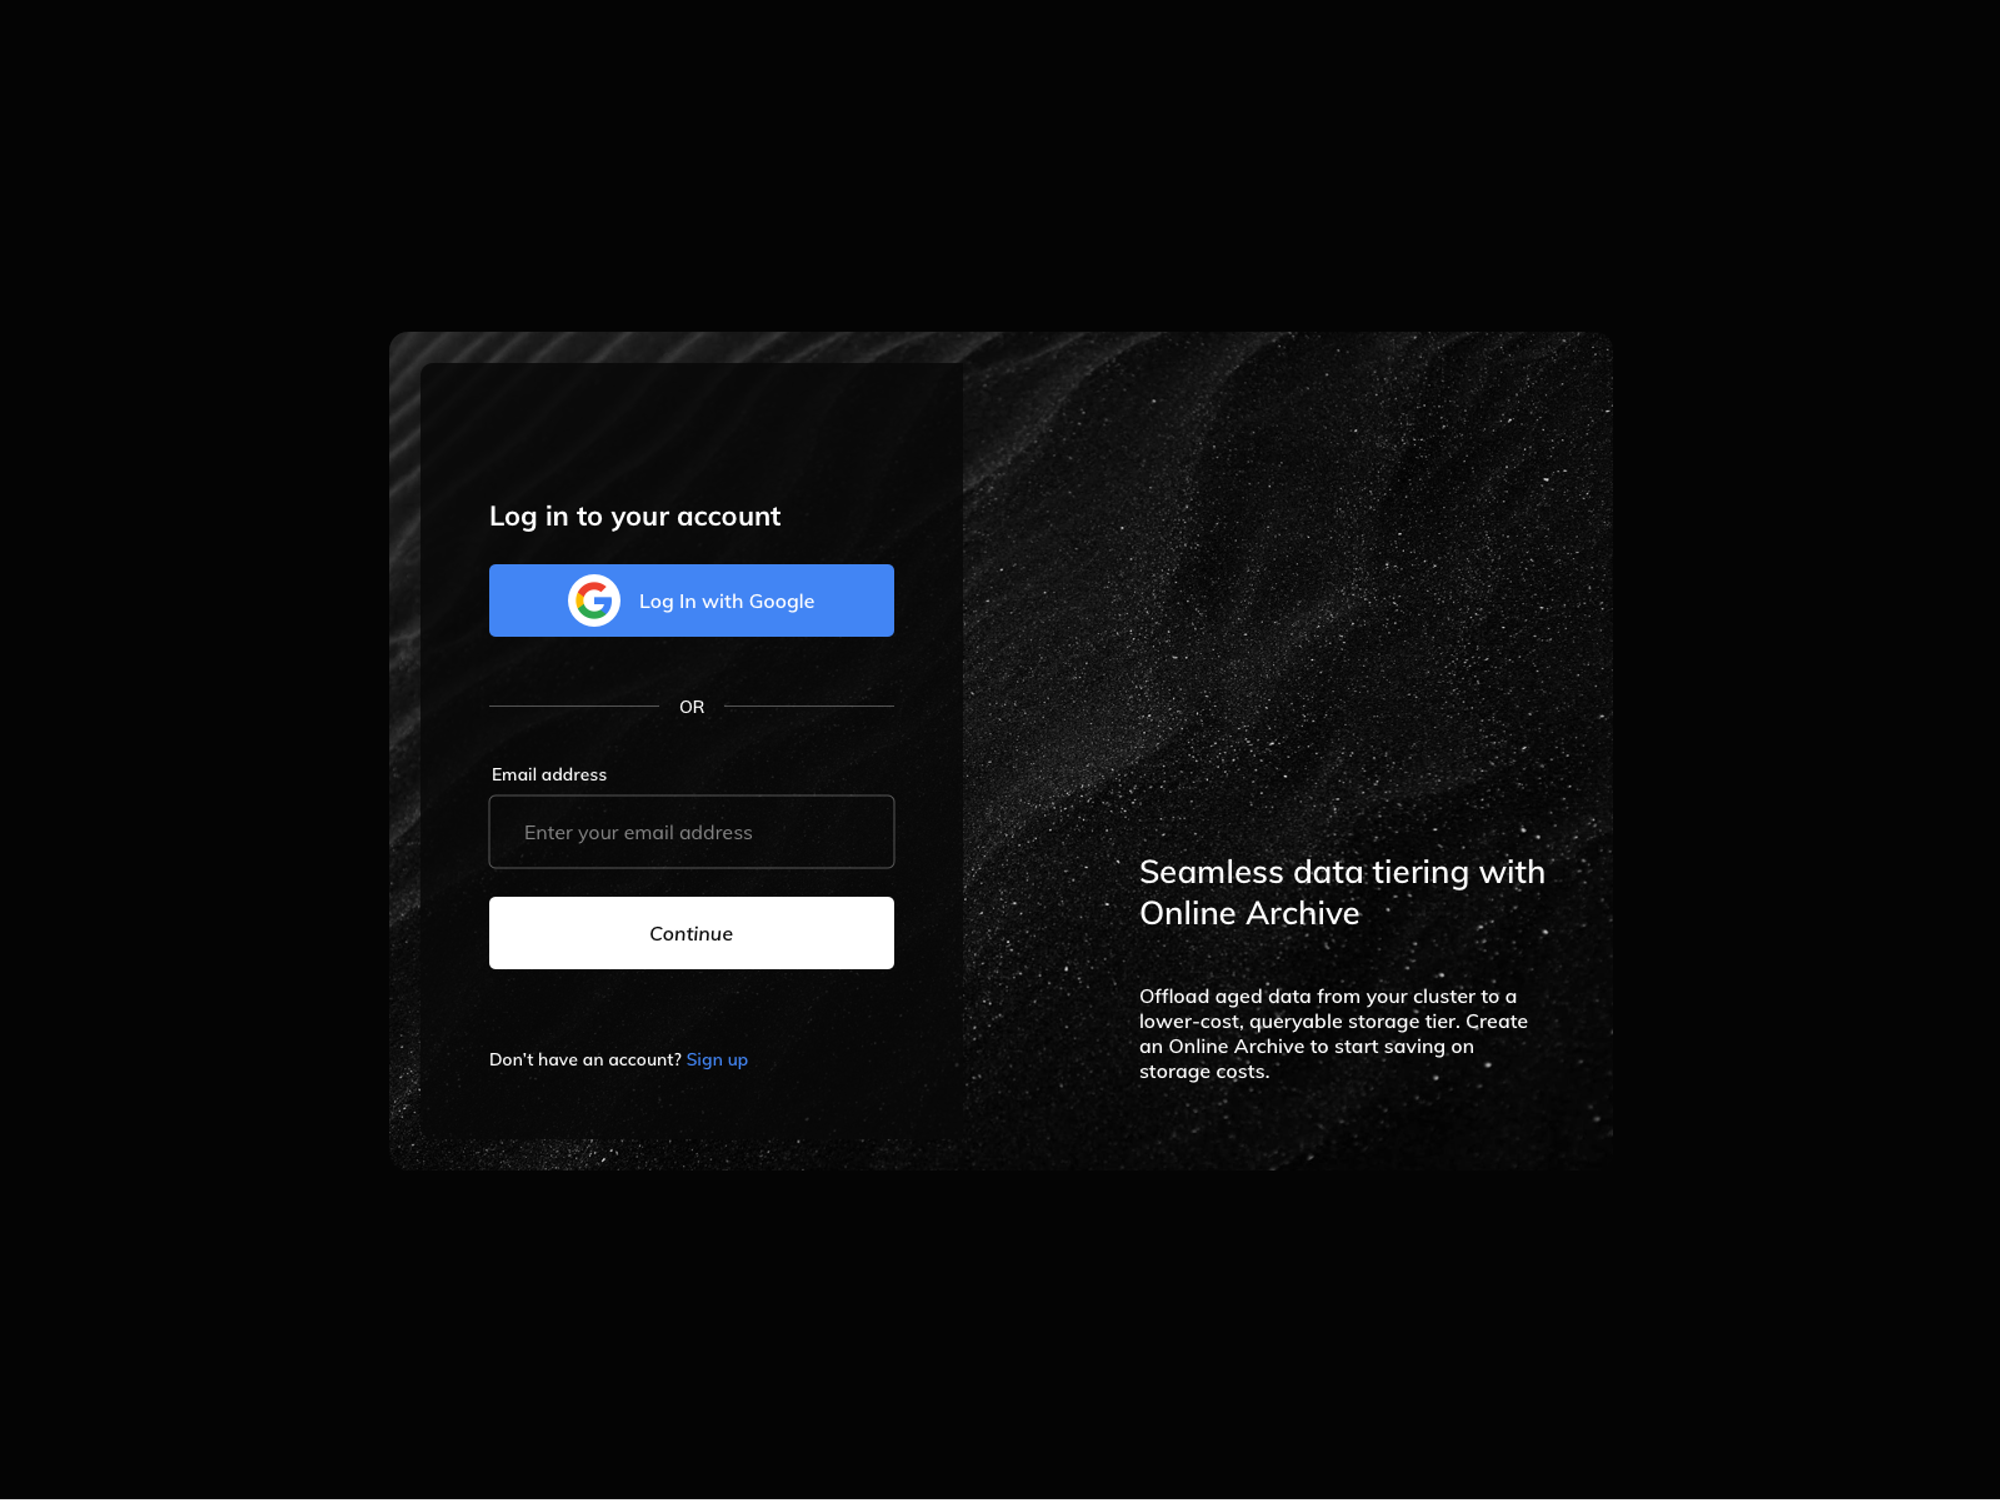 Log in to your account
Log In with Google
OR
Email address
Enter your email address
Continue
Don't have an account? Sign up
Seamless data tiering with
Online Archive
Offload aged data from your cluster to a
lower-cost, queryable storage tier. Create
an Online Archive to start saving on
storage costs.